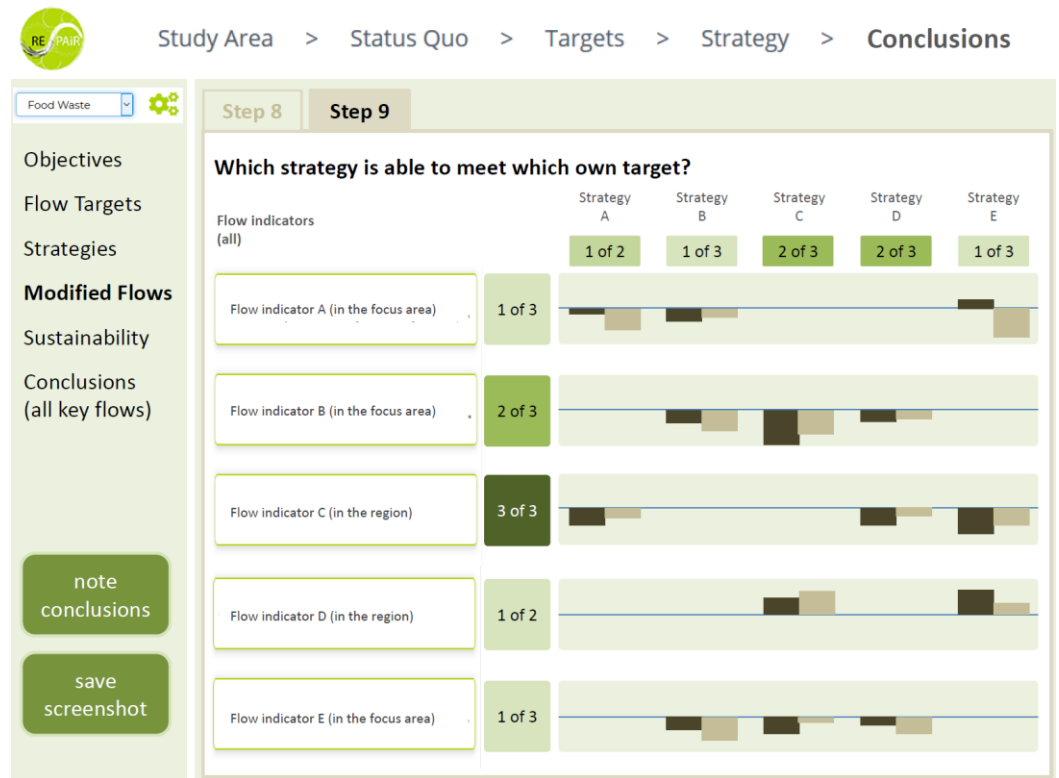 RE PAiR
Study Area > Status Quo > Targets > Strategy > Conclusions
Food Waste
Step 8 Step 9
Objectives
Flow Targets
Strategies
Modified Flows
Sustainability
Conclusions
(all key flows)
note
conclusions
save
screenshot
Which strategy is able to meet which own target?
Flow indicators
(all)
Strategy
A
Strategy
B
Strategy
C
Strategy
D
Strategy
E
1 of 2 1 of 3 2 of 3 2 of 3 1 of 3
Flow indicator A (in the focus area) 1 of 3
Flow indicator B (in the focus area) 2 of 3
Flow indicator C (in the region) 3 of 3
Flow indicator D (in the region) 1 of 2
Flow indicator E (in the focus area) 1 of 3